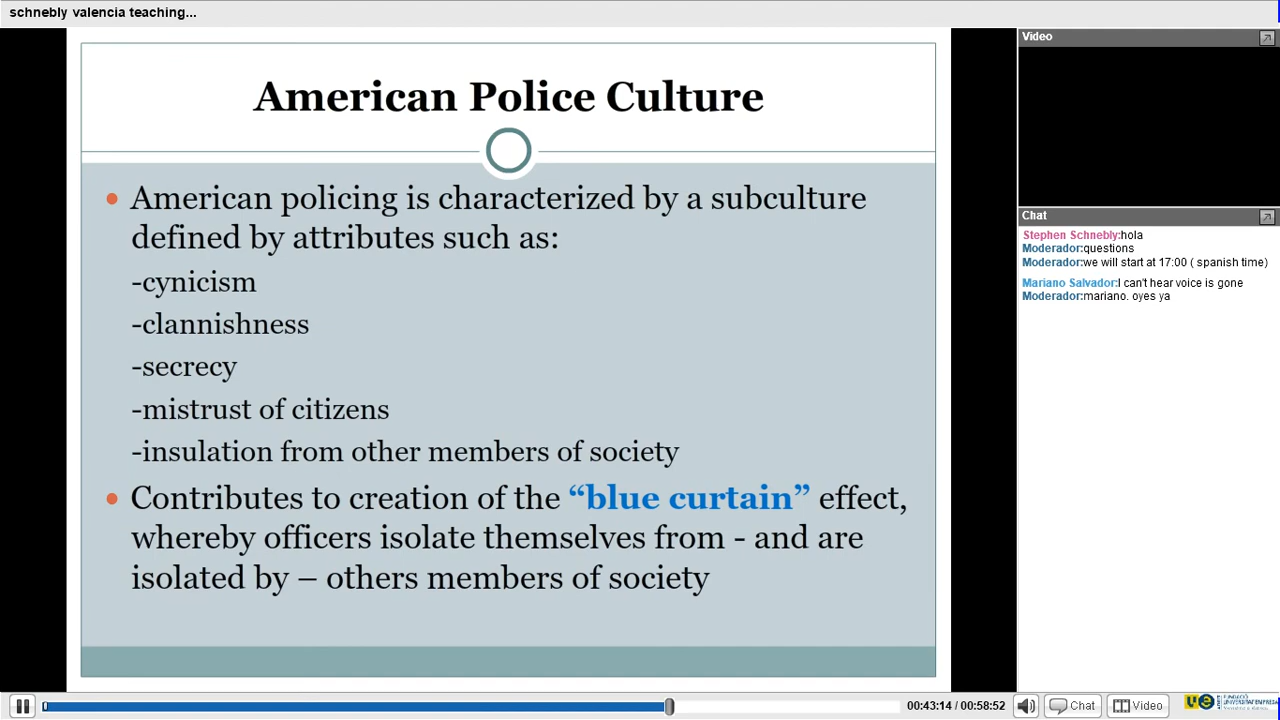 schnebly valencia teaching...
American Police Culture
• American policing is characterized by a subculture
defined by attributes such as:
-cynicism
-clannishness
-secrecy
-mistrust of citizens
-insulation from other members of society
• Contributes to creation of the “blue curtain” effect,
whereby officers isolate themselves from - and are
isolated by – others members of society
Video
Chat
Stephen Schnebly:hola
Moderador:questions
Moderador:we will start at 17:00 ( spanish time)
Mariano Salvador:I can't hear voice is gone
Moderador:mariano. oyes ya
00:43:14 / 00:58:52
Chat
Video